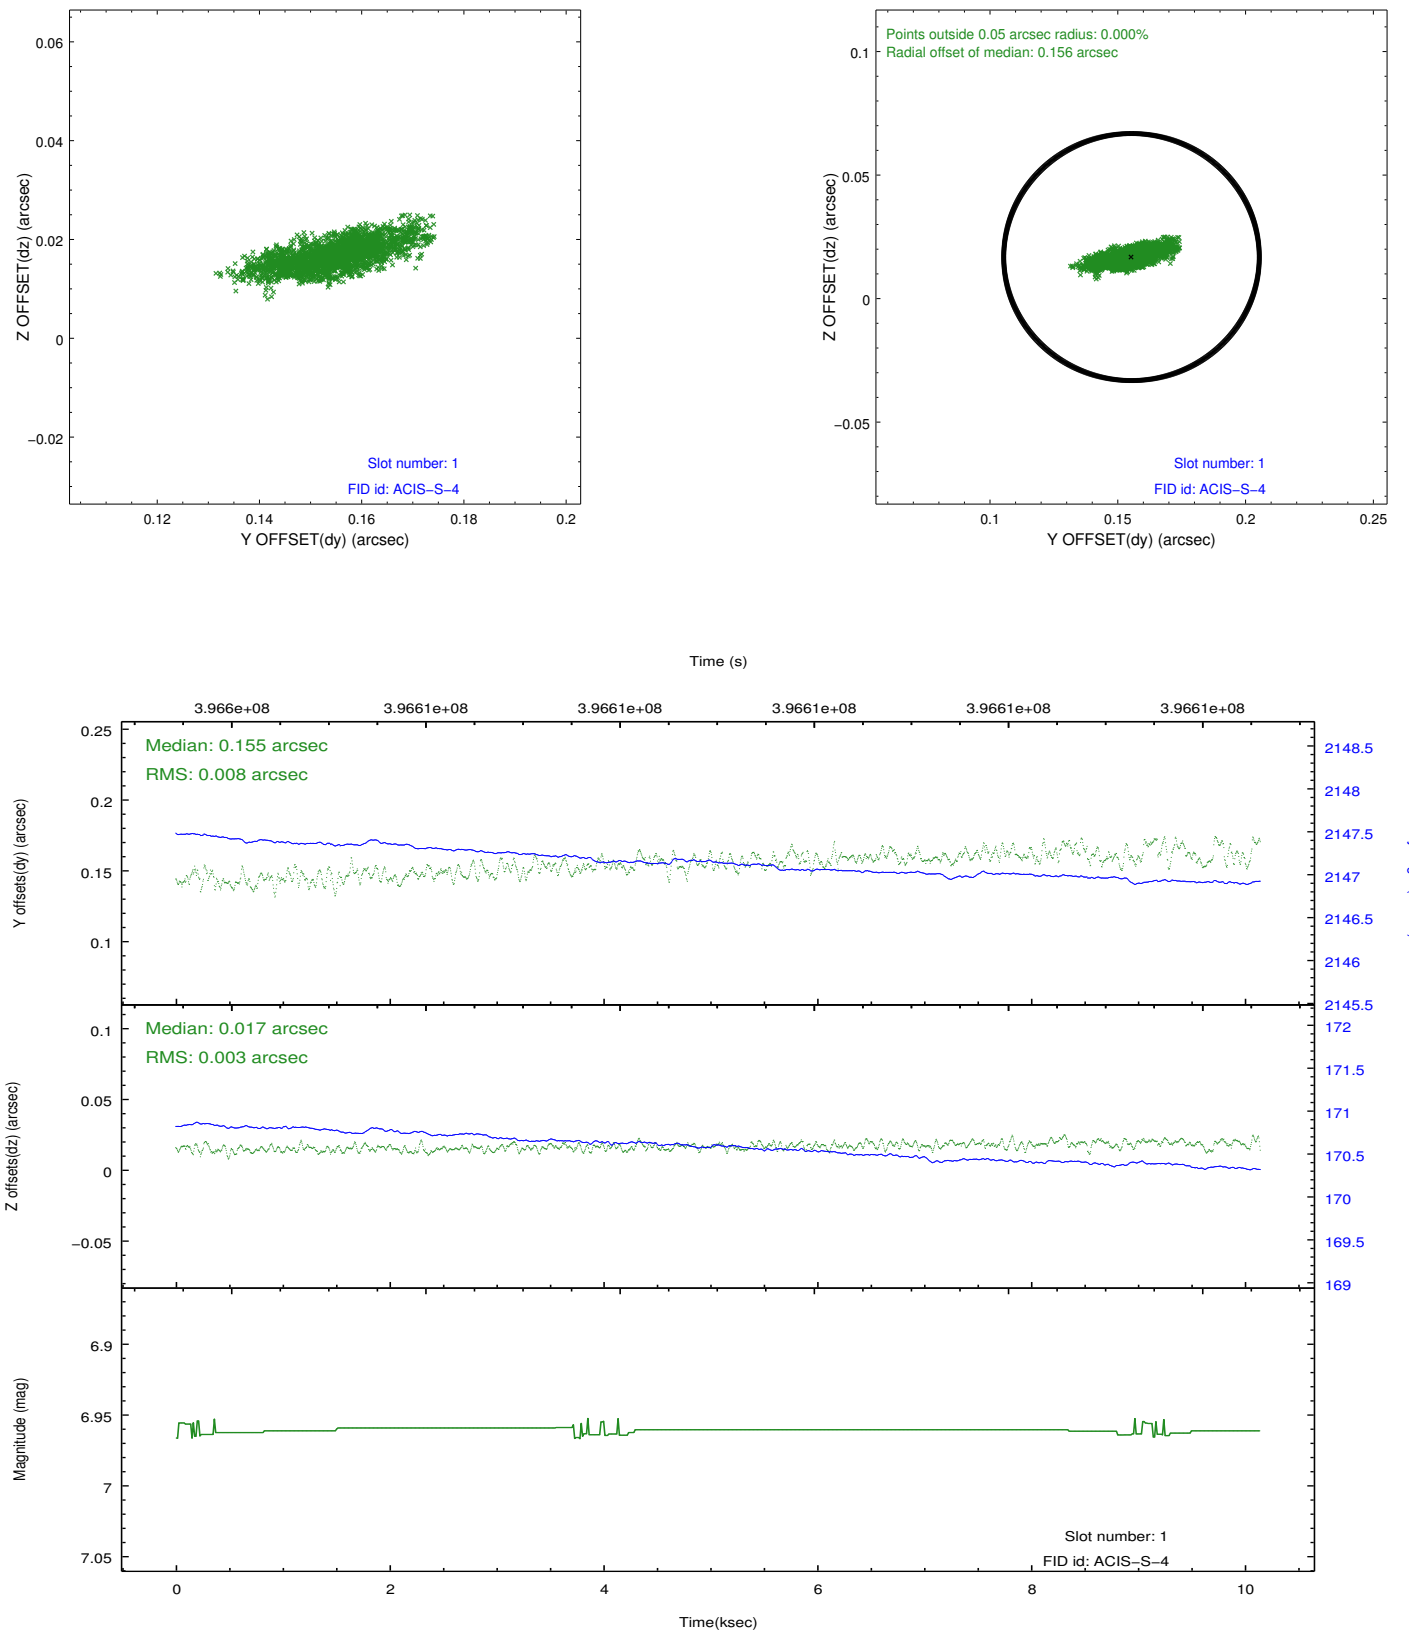 0.06
0.04
0.02
0
−0.02
Z OFFSET(dz) (arcsec)
Slot number: 1
FID id: ACIS−S−4
0.12 0.14 0.16 0.18 0.2
Y OFFSET(dy) (arcsec)
Points outside 0.05 arcsec radius: 0.000%
Radial offset of median: 0.156 arcsec
0.1
0.05
0
−0.05
Z OFFSET(dz) (arcsec)
Slot number: 1
FID id: ACIS−S−4
0.1 0.15 0.2 0.25
Y OFFSET(dy) (arcsec)
Time (s)
3.966e+08 3.9661e+08 3.9661e+08 3.9661e+08 3.9661e+08 3.9661e+08
Median: 0.155 arcsec
RMS: 0.008 arcsec
0.25
0.2
0.15
0.1
Y offsets(dy) (arcsec)
2148.5
2148
2147.5
2147
2146.5
2146
2145.5
Median: 0.017 arcsec
RMS: 0.003 arcsec
0.1
0.05
0
−0.05
Z offsets(dz) (arcsec)
172
171.5
171
170.5
170
169.5
169
6.9
6.95
7
7.05
Magnitude (mag)
Slot number: 1
FID id: ACIS−S−4
0 2 4 6 8 10
Time(ksec)